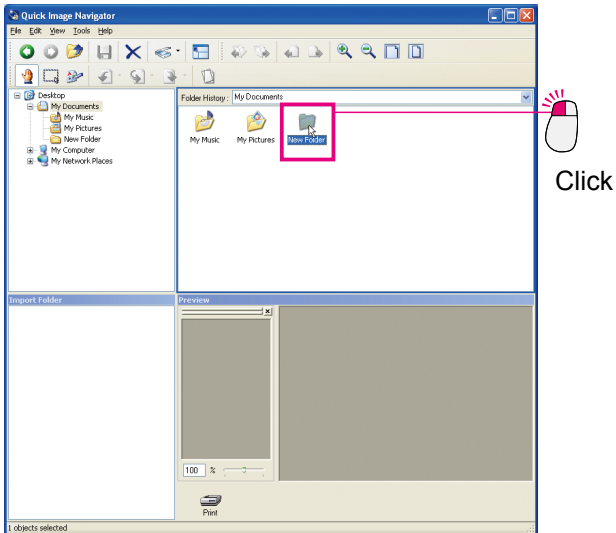 Quick Image Navigator
File Edit View Tools Help
Desktop
My Documents
My Music
My Pictures
New Folder
My Computer
My Network Places
Folder History: My Documents
My Music My Pictures New Folder
Click
Import Folder
Preview
100 %
Print
1 objects selected